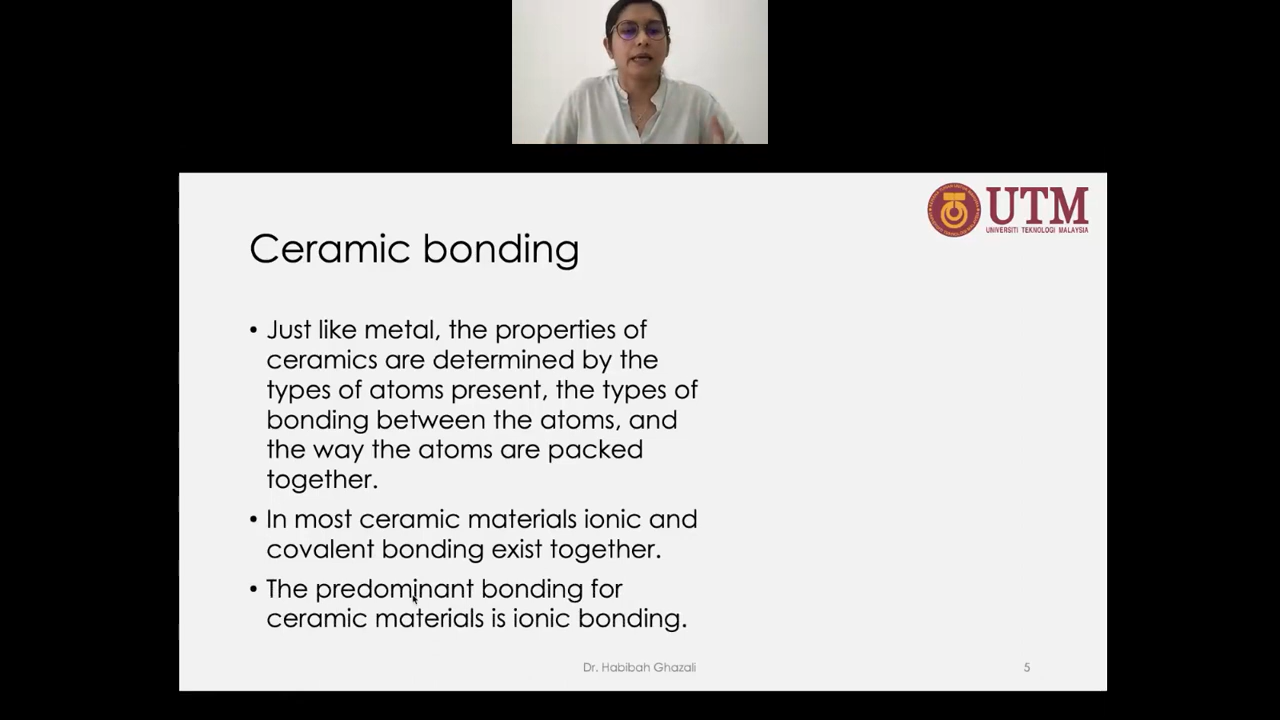 UTM
UNIVERSITI TEKNOLOGI MALAYSIA
Ceramic bonding
• Just like metal, the properties of
ceramics are determined by the
types of atoms present, the types of
bonding between the atoms, and
the way the atoms are packed
together.
• In most ceramic materials ionic and
covalent bonding exist together.
• The predominant bonding for
ceramic materials is ionic bonding.
Dr. Habibah Ghazali
5